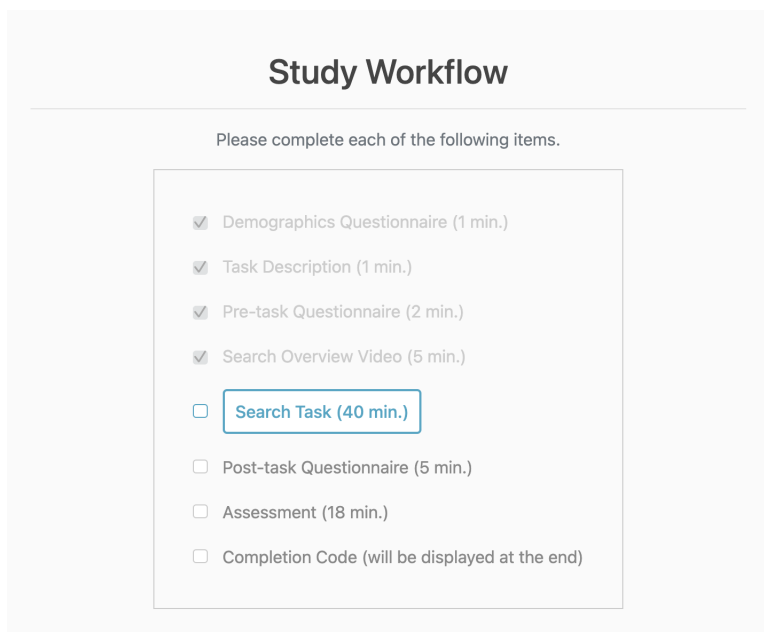 Study Workflow
Please complete each of the following items.
Demographics Questionnaire (1 min.)
Task Description (1 min.)
Pre-task Questionnaire (2 min.)
Search Overview Video (5 min.)
Search Task (40 min.)
Post-task Questionnaire (5 min.)
Assessment (18 min.)
Completion Code (will be displayed at the end)